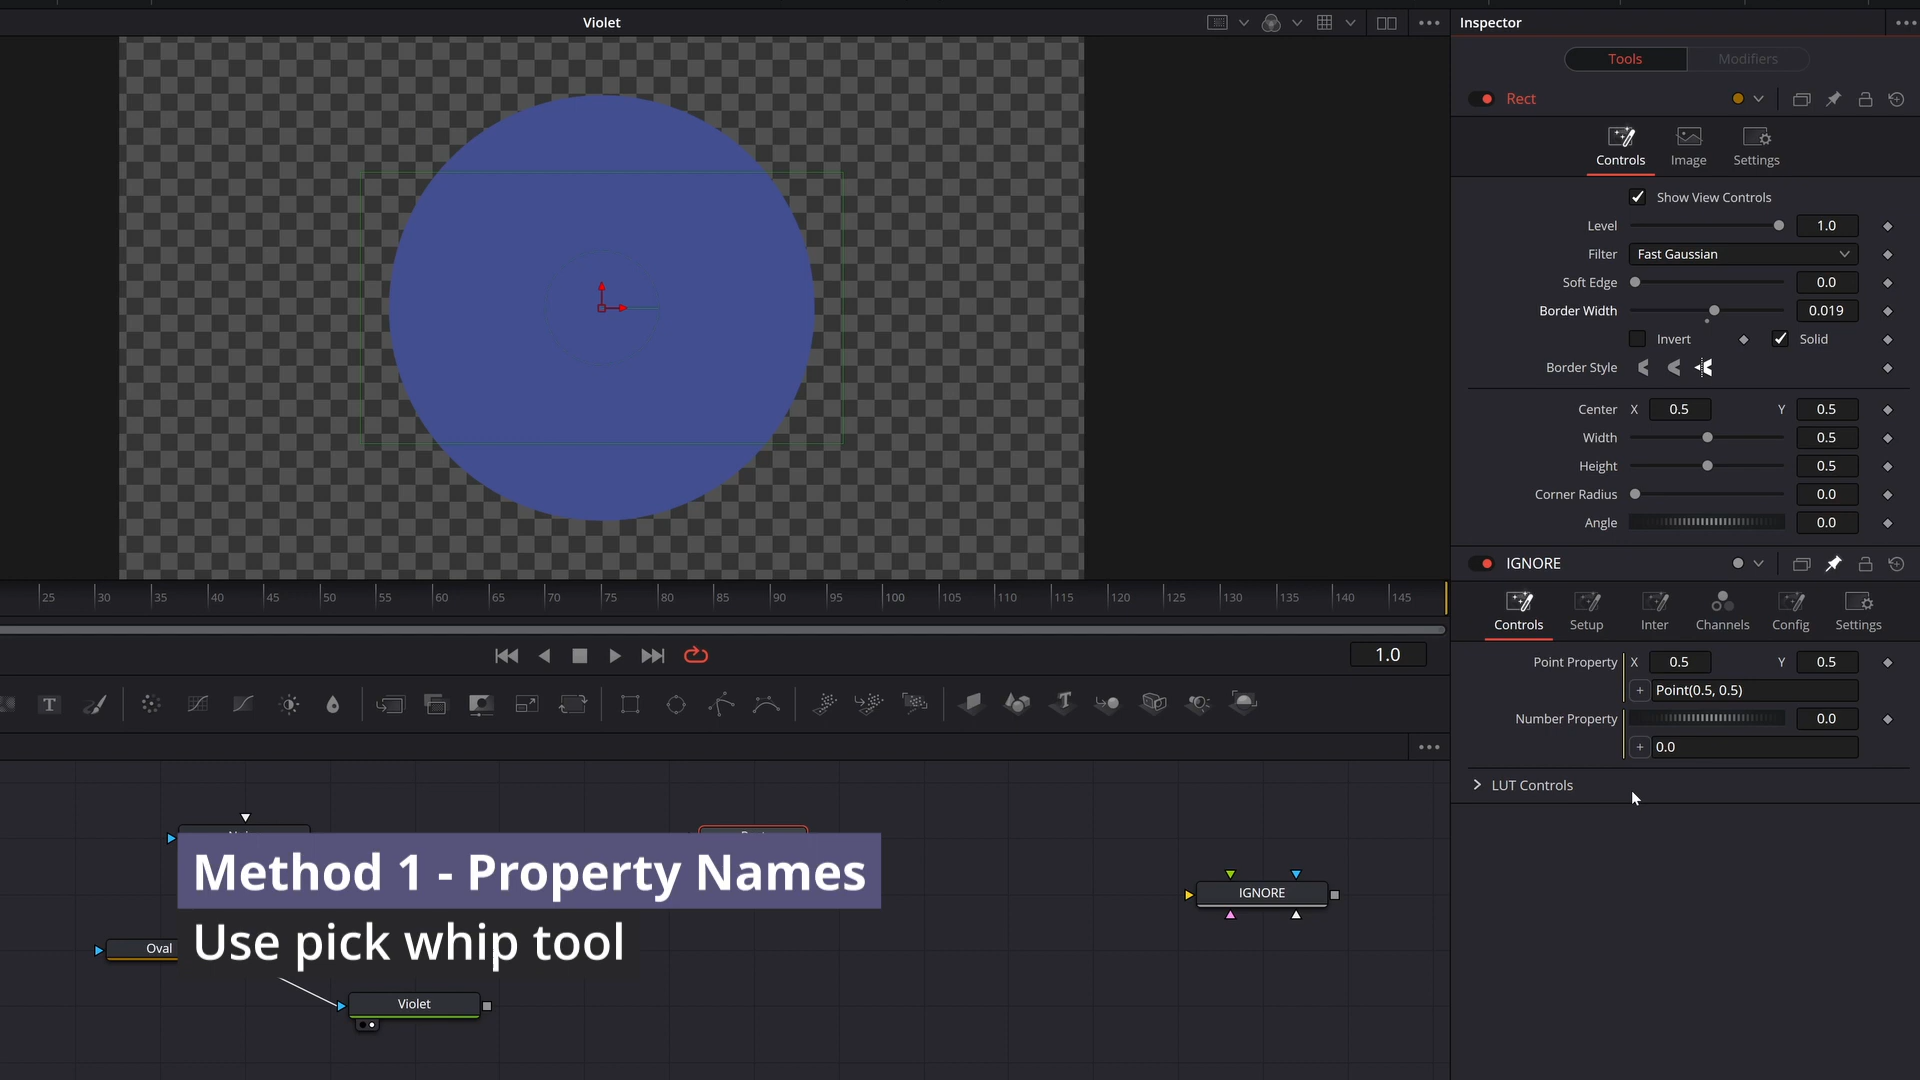 Violet
Inspector
Tools
Modifiers
Rect
Controls
Image
Settings
Show View Controls
Level
1.0
Filter
Fast Gaussian
Soft Edge
0.0
Border Width
0.019
Invert
Solid
Border Style
Center X 0.5 Y 0.5
Width
0.5
Height
0.5
Corner Radius
0.0
Angle
0.0
IGNORE
25 30 35 40 45 50 55 60 65 70 75 80 85 90 95 100 105 110 115 120 125 130 135 140 145
Controls
Setup
Inter
Channels
Config
Settings
1.0
Point Property X 0.5 Y 0.5
+ Point(0.5, 0.5)
Number Property
0.0
+ 0.0
LUT Controls
Method 1 - Property Names
Use pick whip tool
IGNORE
Oval
Violet